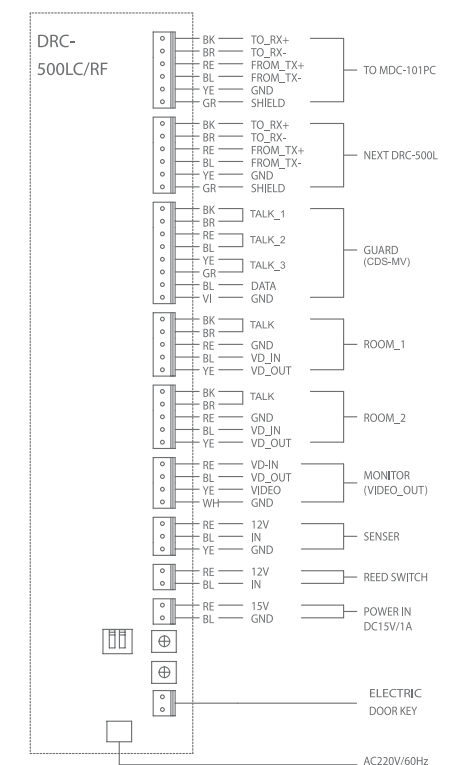 DRC-
500LC/RF
BK TO_RX+
BR TO_RX-
RE FROM_TX+
BL FROM_TX-
YE GND
GR SHIELD
TO MDC-101PC
BK TO_RX+
BR TO_RX-
RE FROM_TX+
BL FROM_TX-
YE GND
GR SHIELD
NEXT DRC-500L
BK
BR
TALK_1
RE
BL
TALK_2
YE
GR
TALK_3
BL DATA
VI GND
GUARD
(CDS-MV)
BK
BR
TALK
RE GND
BL VD_IN
YE VD_OUT
ROOM_1
BK
BR
TALK
RE GND
BL VD_IN
YE VD_OUT
ROOM_2
RE VD-IN
BL VD_OUT
YE VIDEO
WH GND
MONITOR
(VIDEO_OUT)
RE 12V
BL IN
YE GND
SENSER
RE 12V
BL IN
REED SWITCH
RE 15V
BL GND
POWER IN
DC15V/1A
ELECTRIC
DOOR KEY
AC220V/60Hz